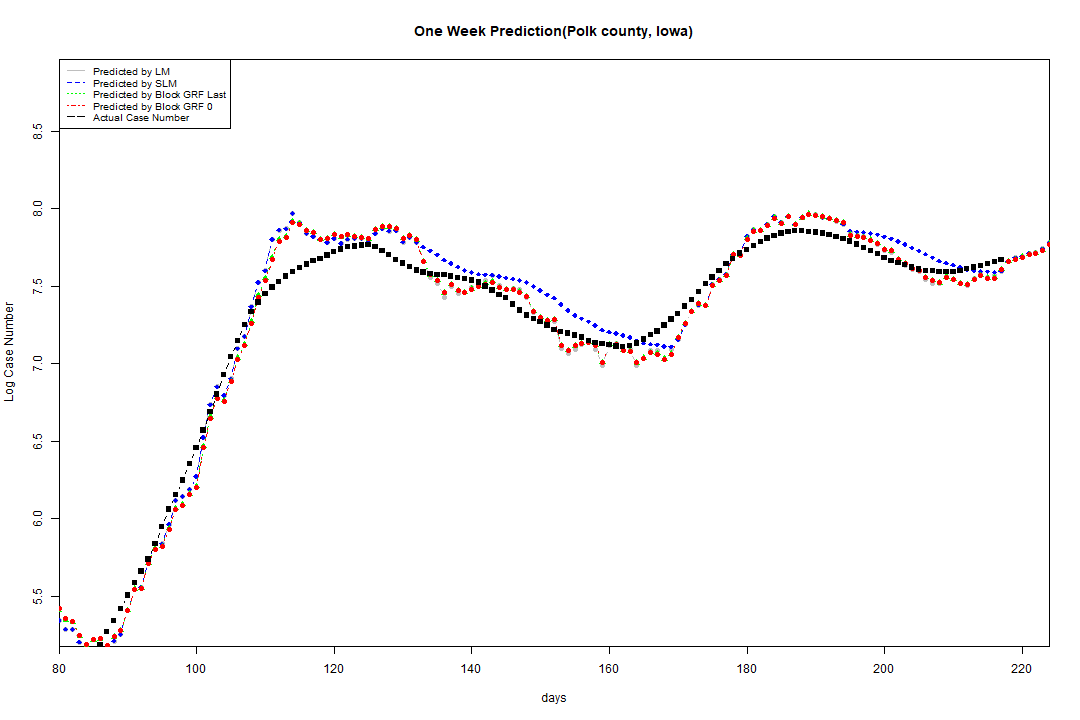 One Week Prediction(Polk county, Iowa)
Predicted by LM
Predicted by SLM
Predicted by Block GRF Last
Predicted by Block GRF 0
Actual Case Number
8.5
8.0
7.5
7.0
6.5
6.0
5.5
Log Case Number
80 100 120 140 160 180 200 220
days